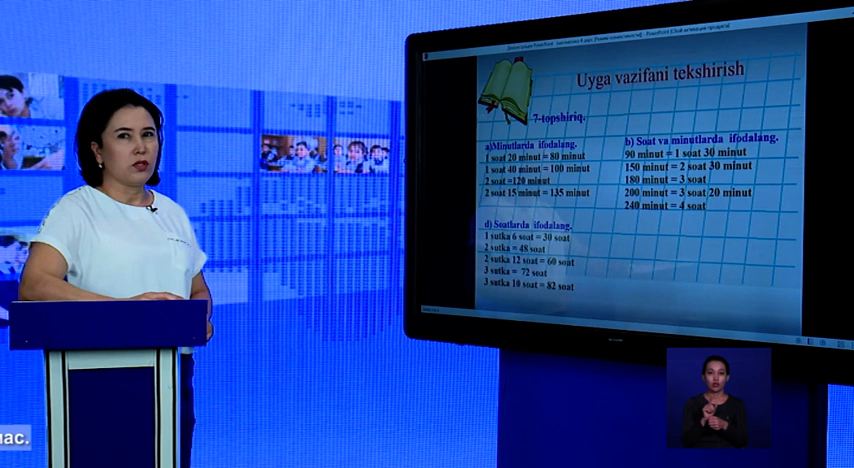 Uyga vazifani tekshirish
7-topshiriq.
a)Minutlarda ifodalang.
1 soat 20 minut = 80 minut
1 soat 40 minut = 100 minut
2 soat =120 minut
2 soat 15 minut = 135 minut
b) Soat va minutlarda ifodalang.
90 minut = 1 soat 30 minut
150 minut = 2 soat 30 minut
180 minut = 3 soat
200 minut = 3 soat 20 minut
240 minut = 4 soat
d) Soatlarda ifodalang.
1 sutka 6 soat = 30 soat
2 sutka = 48 soat
2 sutka 12 soat = 60 soat
3 sutka = 72 soat
3 sutka 10 soat = 82 soat